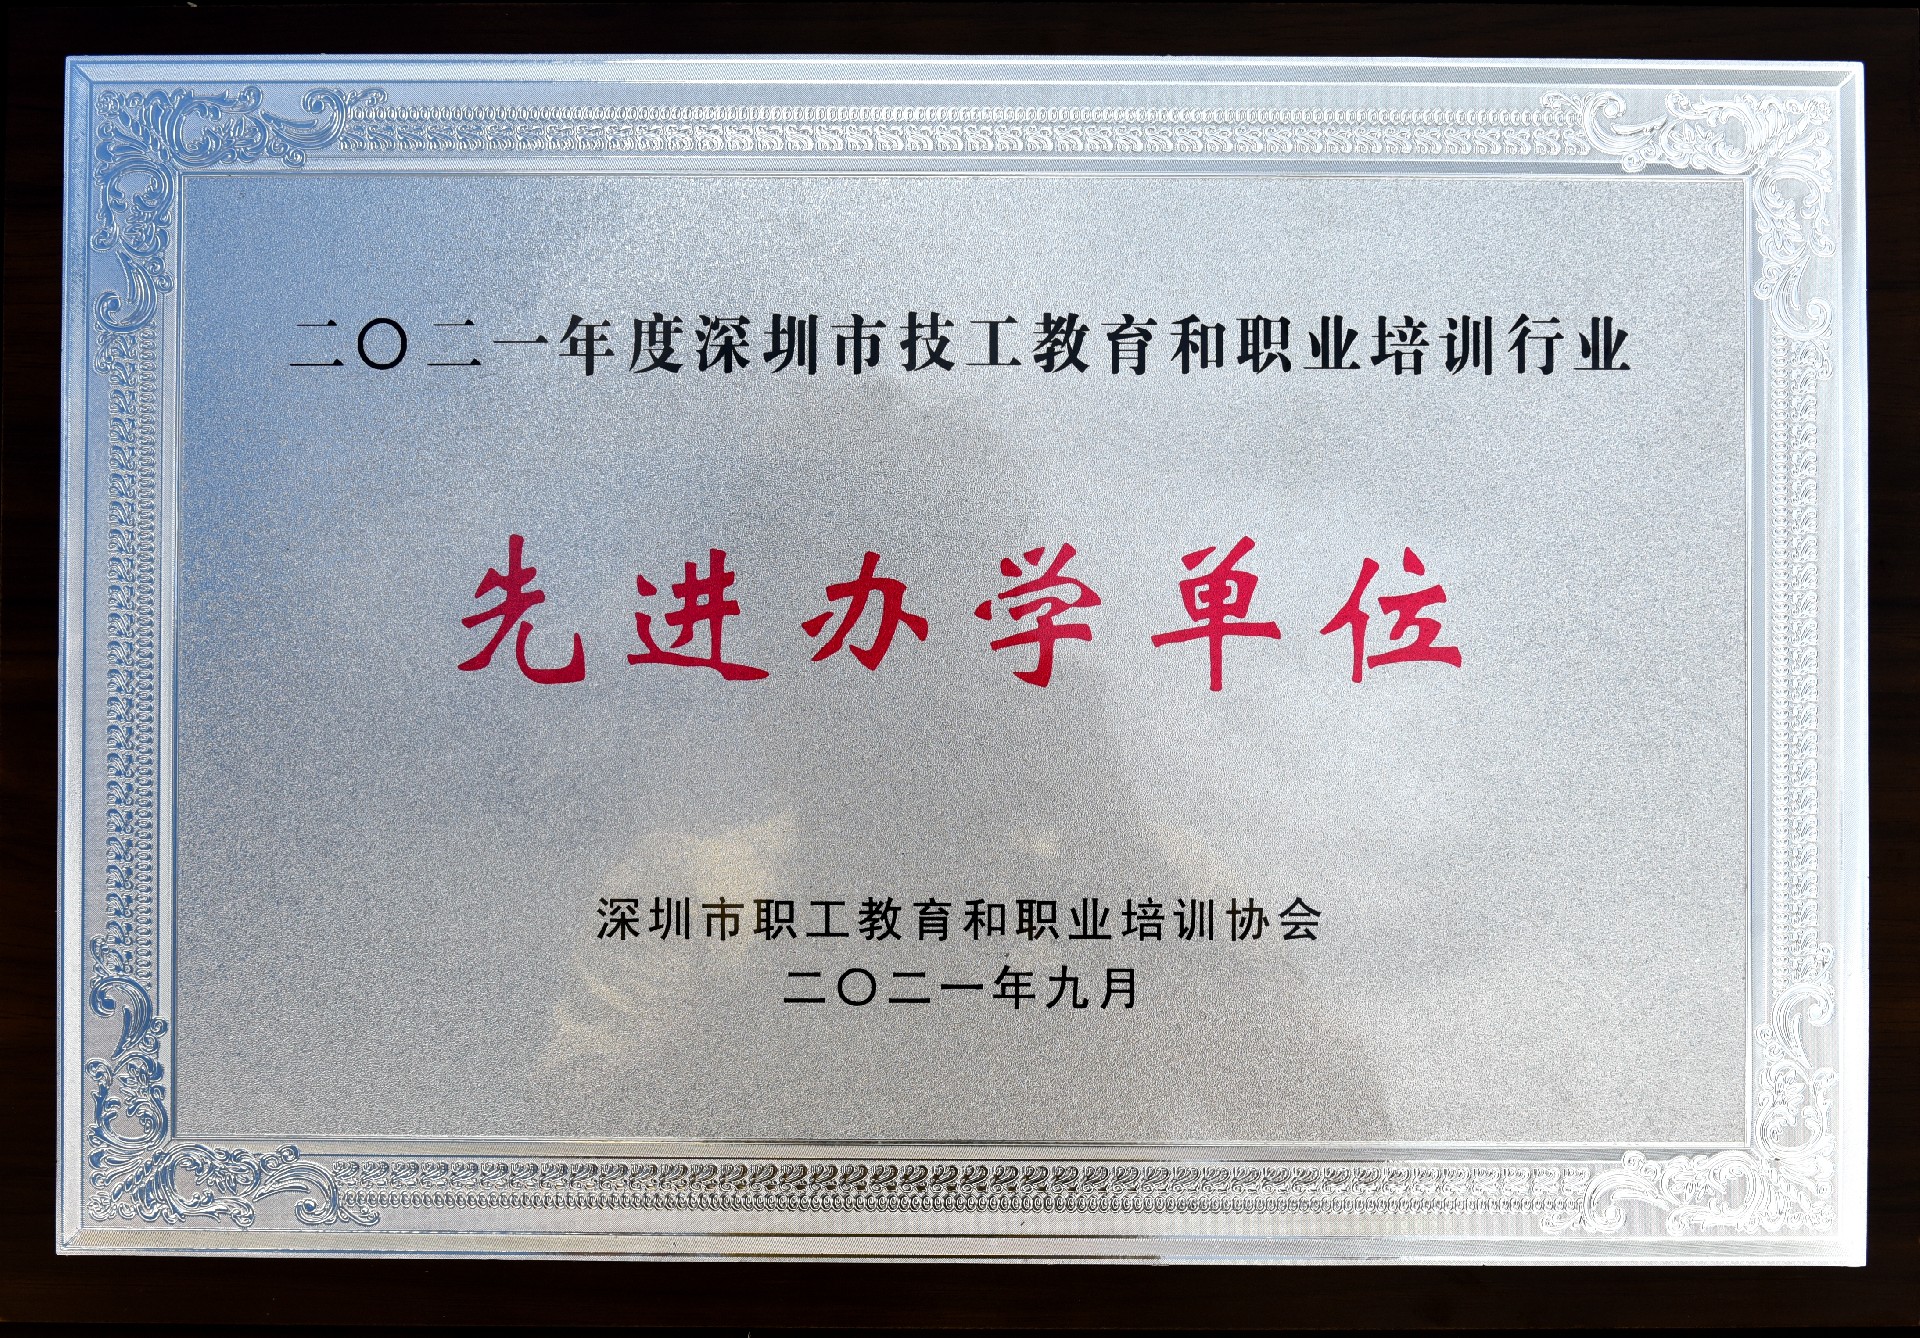 二〇二一年度深圳市技工教育和职业培训行业
先进办学单位
深圳市职工教育和职业培训协会
二〇二一年九月